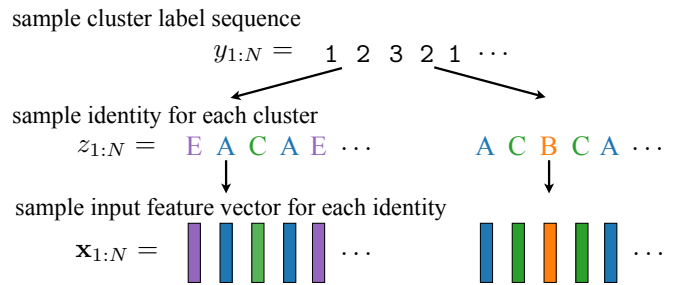 sample cluster label sequence
y1:N = 1 2 3 2 1 ···
sample identity for each cluster
z1:N = E A C A E ··· A C B C A ···
sample input feature vector for each identity
x1:N = ··· ···